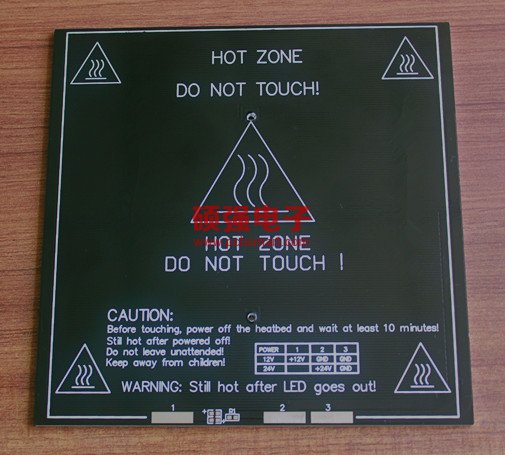 HOT ZONE
DO NOT TOUCH!
硕强电子
HOT ZONE
DO NOT TOUCH !
CAUTION:
Before touching, power off the heatbed and wait at least 10 minutes!
Still hot after powered off!
Do not leave unattended!
Keep away from children!
POWER 1 2 3
12V +12V GND GND
24V +24V GND
WARNING: Still hot after LED goes out!
1 + R1 2 3